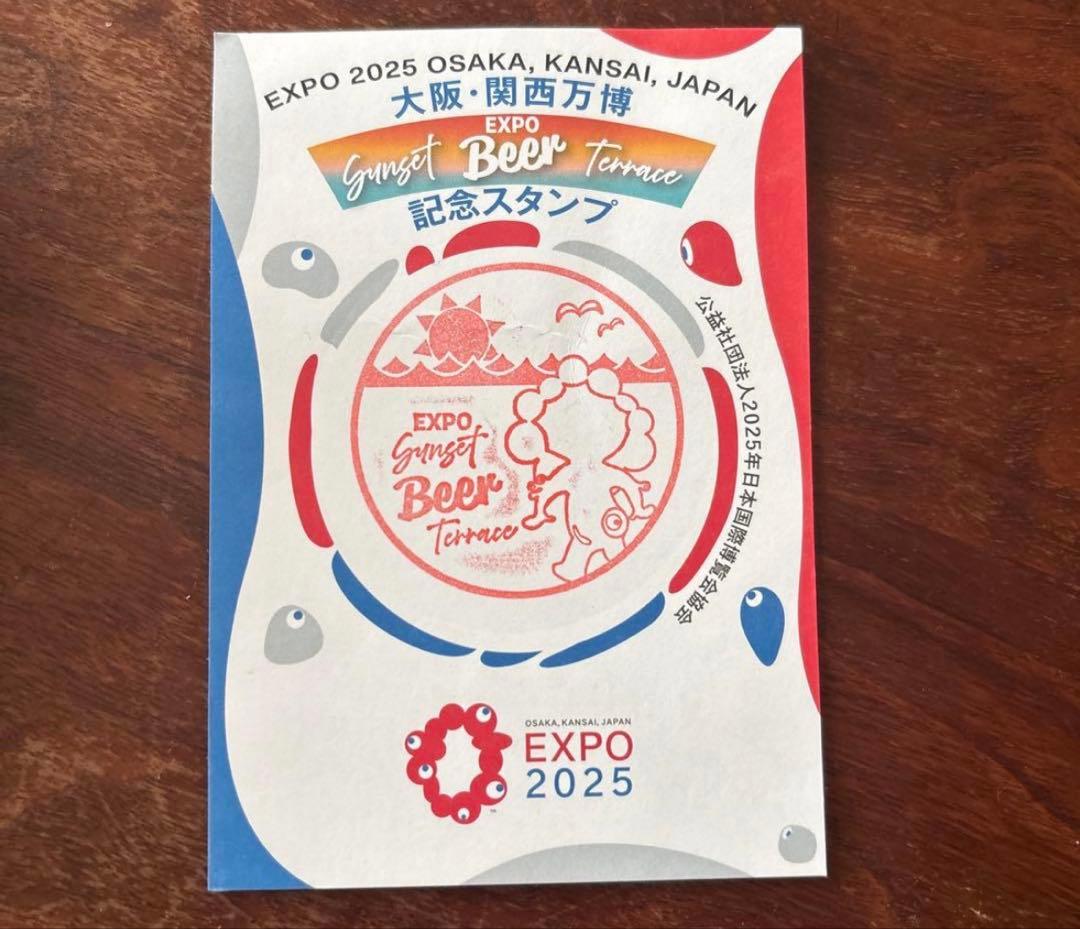 EXPO 2025 OSAKA, KANSAI, JAPAN
大阪・関西万博
EXPO
Sunset Beer Terrace
記念スタンプ
公益社団法人2025年日本国際博覧会協会
EXPO
Sunset
Beer
Terrace
OSAKA, KANSAI, JAPAN
EXPO
2025